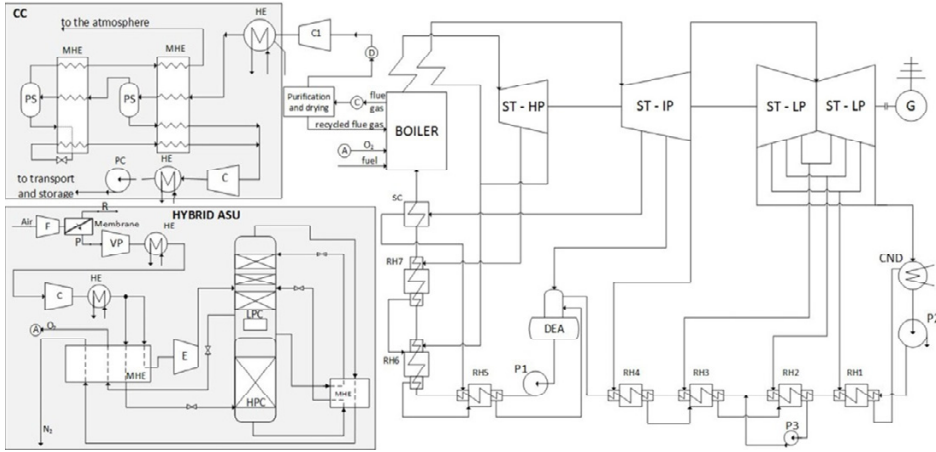 CC
to the atmosphere
HE
C1
MHE
MHE
D
PS
PS
Purification
and drying
C
flue
gas
recycled flue gas
BOILER
A
O₂
fuel
HE
PC
C
to transport
and storage
ST - HP
ST - IP
ST - LP
ST - LP
G
HYBRID ASU
Air
F
R
Membrane
P
VP
HE
HE
C
A
O₂
MHE
E
LPC
HPC
MHE
N₂
SC
RH7
RH6
RH5
P1
DEA
RH4
RH3
RH2
RH1
P3
CND
P2